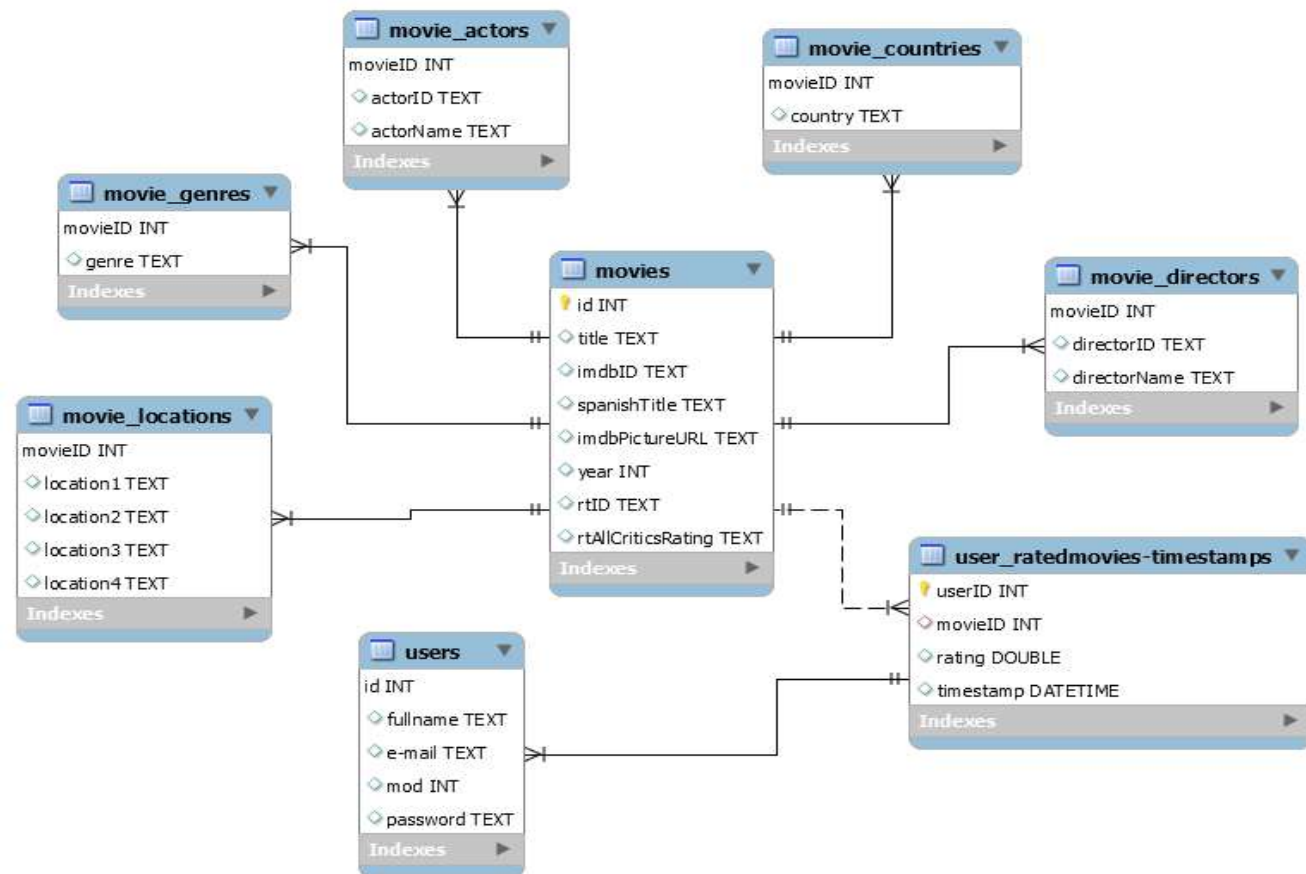 movie_actors
movieID INT
actorID TEXT
actorName TEXT
Indexes
movie_countries
movieID INT
country TEXT
Indexes
movie_genres
movieID INT
genre TEXT
Indexes
movies
id INT
title TEXT
imdbID TEXT
spanishTitle TEXT
imdbPictureURL TEXT
year INT
rtID TEXT
rtAllCriticsRating TEXT
Indexes
movie_directors
movieID INT
directorID TEXT
directorName TEXT
Indexes
movie_locations
movieID INT
location1 TEXT
location2 TEXT
location3 TEXT
location4 TEXT
Indexes
user_ratedmovies-timestamps
userID INT
movieID INT
rating DOUBLE
timestamp DATETIME
Indexes
users
id INT
fullname TEXT
e-mail TEXT
mod INT
password TEXT
Indexes